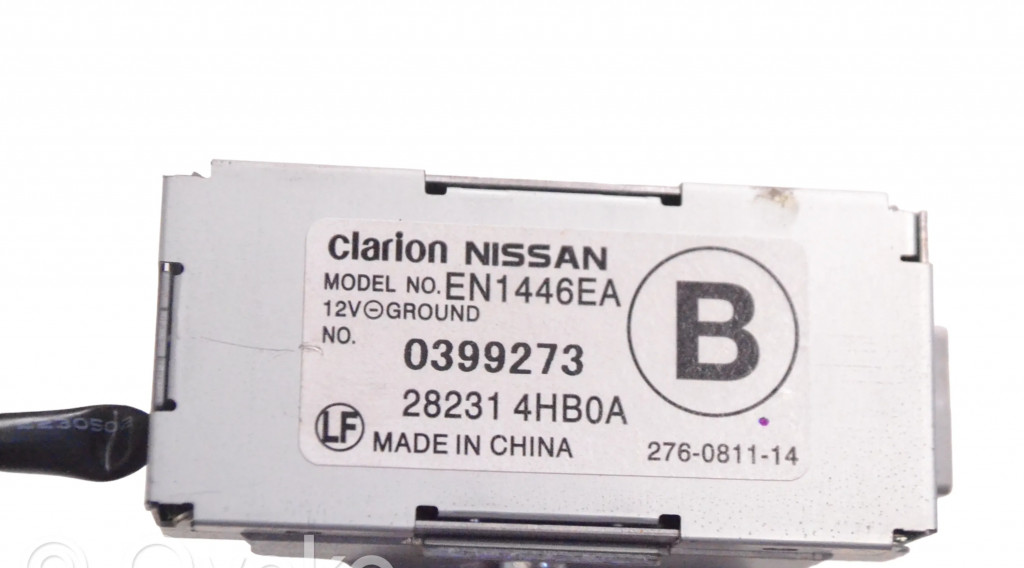 clarion NISSAN
MODEL NO. EN1446EA
12V⊖GROUND
NO. 0399273
28231 4HB0A
LF MADE IN CHINA
B
276-0811-14